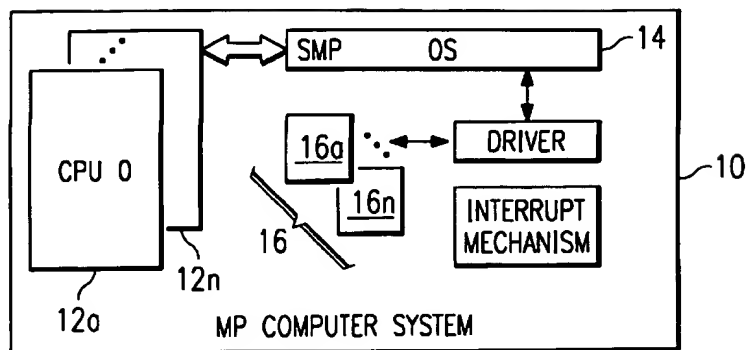 SMP OS
14
CPU 0
16a
DRIVER
10
16n
INTERRUPT
MECHANISM
16
12n
12a
MP COMPUTER SYSTEM